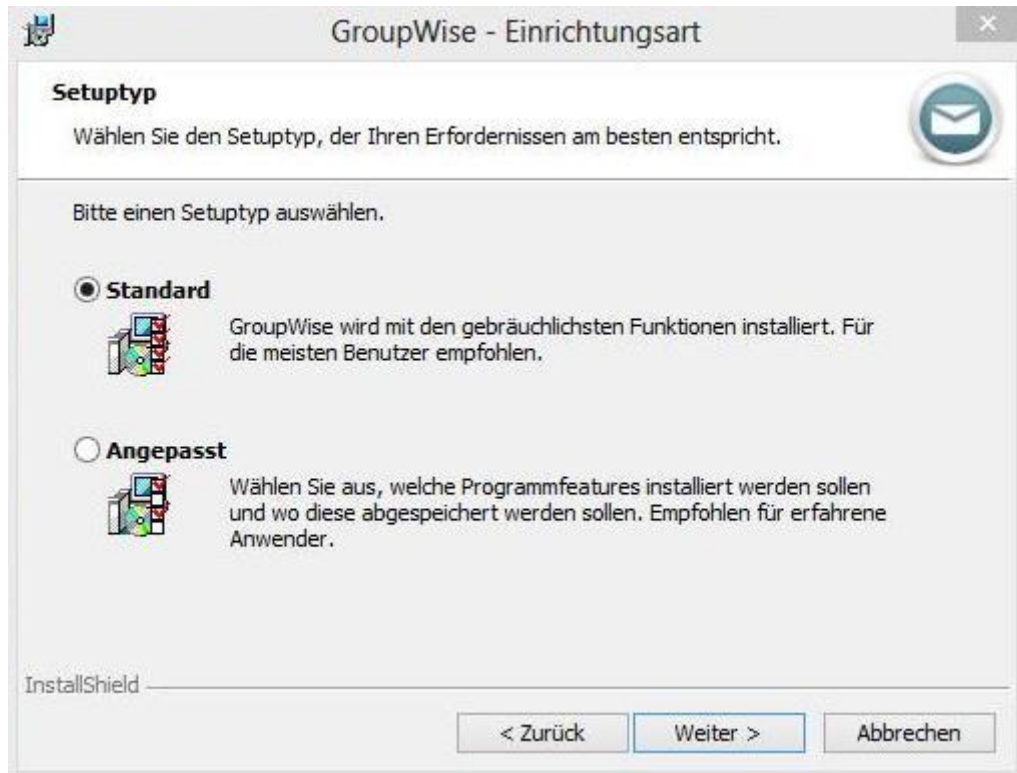 GroupWise - Einrichtungsart
Setuptyp
Wählen Sie den Setuptyp, der Ihren Erfordernissen am besten entspricht.
Bitte einen Setuptyp auswählen.
Standard
GroupWise wird mit den gebräuchlichsten Funktionen installiert. Für
die meisten Benutzer empfohlen.
Angepasst
Wählen Sie aus, welche Programmfeatures installiert werden sollen
und wo diese abgespeichert werden sollen. Empfohlen für erfahrene
Anwender.
InstallShield
< Zurück
Weiter >
Abbrechen